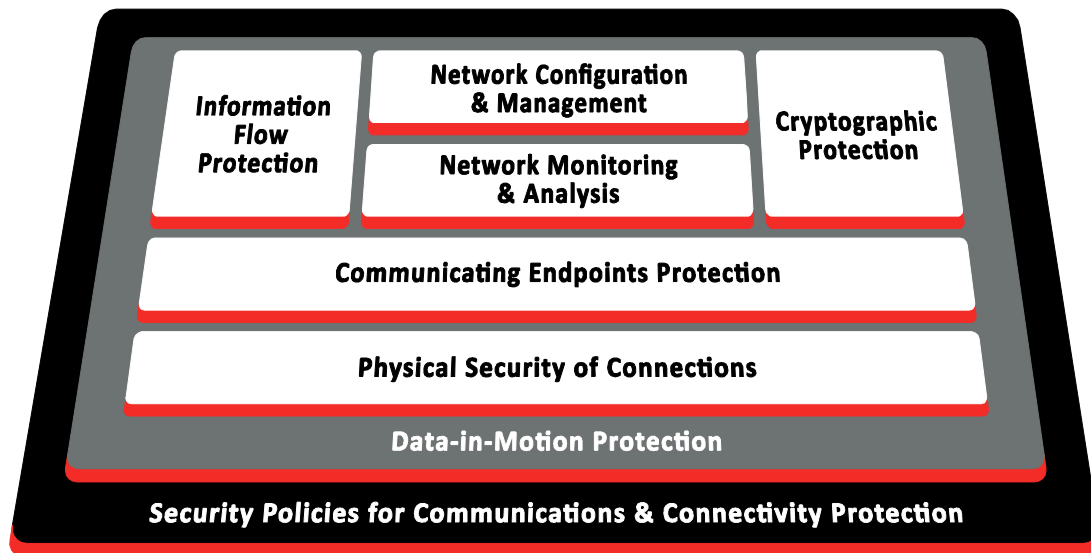 Information
Flow
Protection
Network Configuration
& Management
Network Monitoring
& Analysis
Cryptographic
Protection
Communicating Endpoints Protection
Physical Security of Connections
Data-in-Motion Protection
Security Policies for Communications & Connectivity Protection